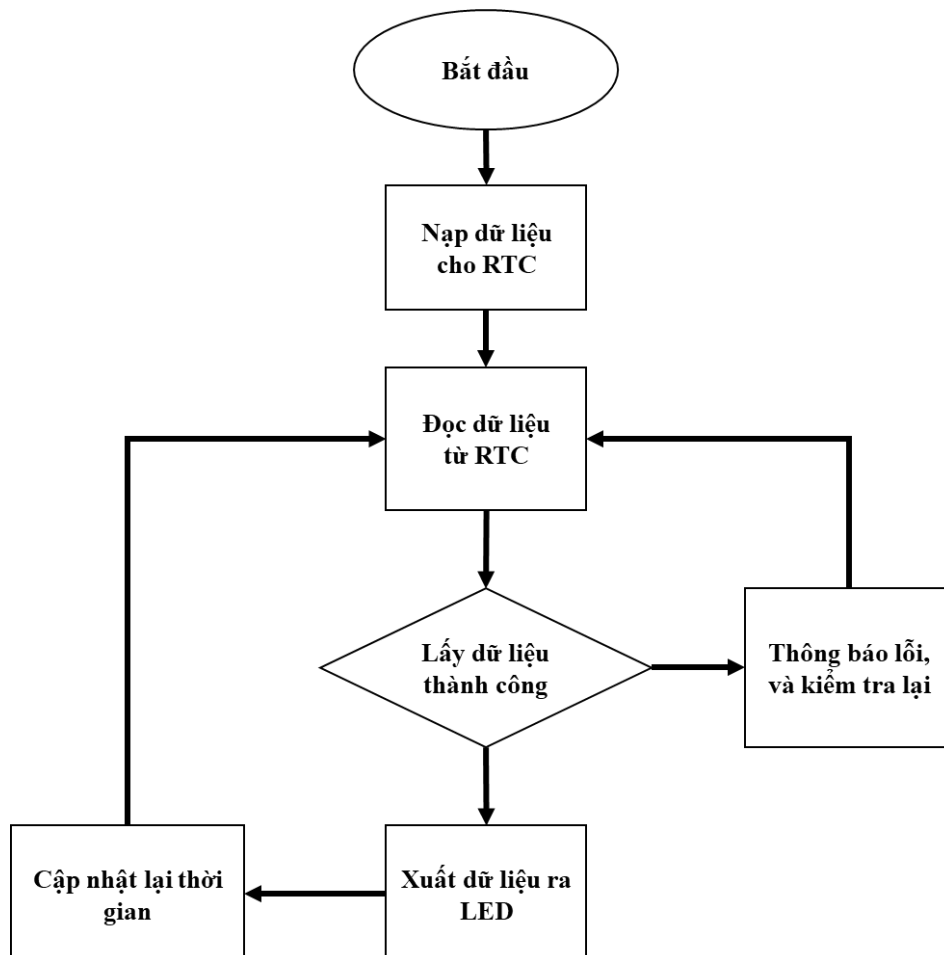 Bắt đầu
Nạp dữ liệu
cho RTC
Đọc dữ liệu
từ RTC
Lấy dữ liệu
thành công
Thông báo lỗi,
và kiểm tra lại
Cập nhật lại thời
gian
Xuất dữ liệu ra
LED